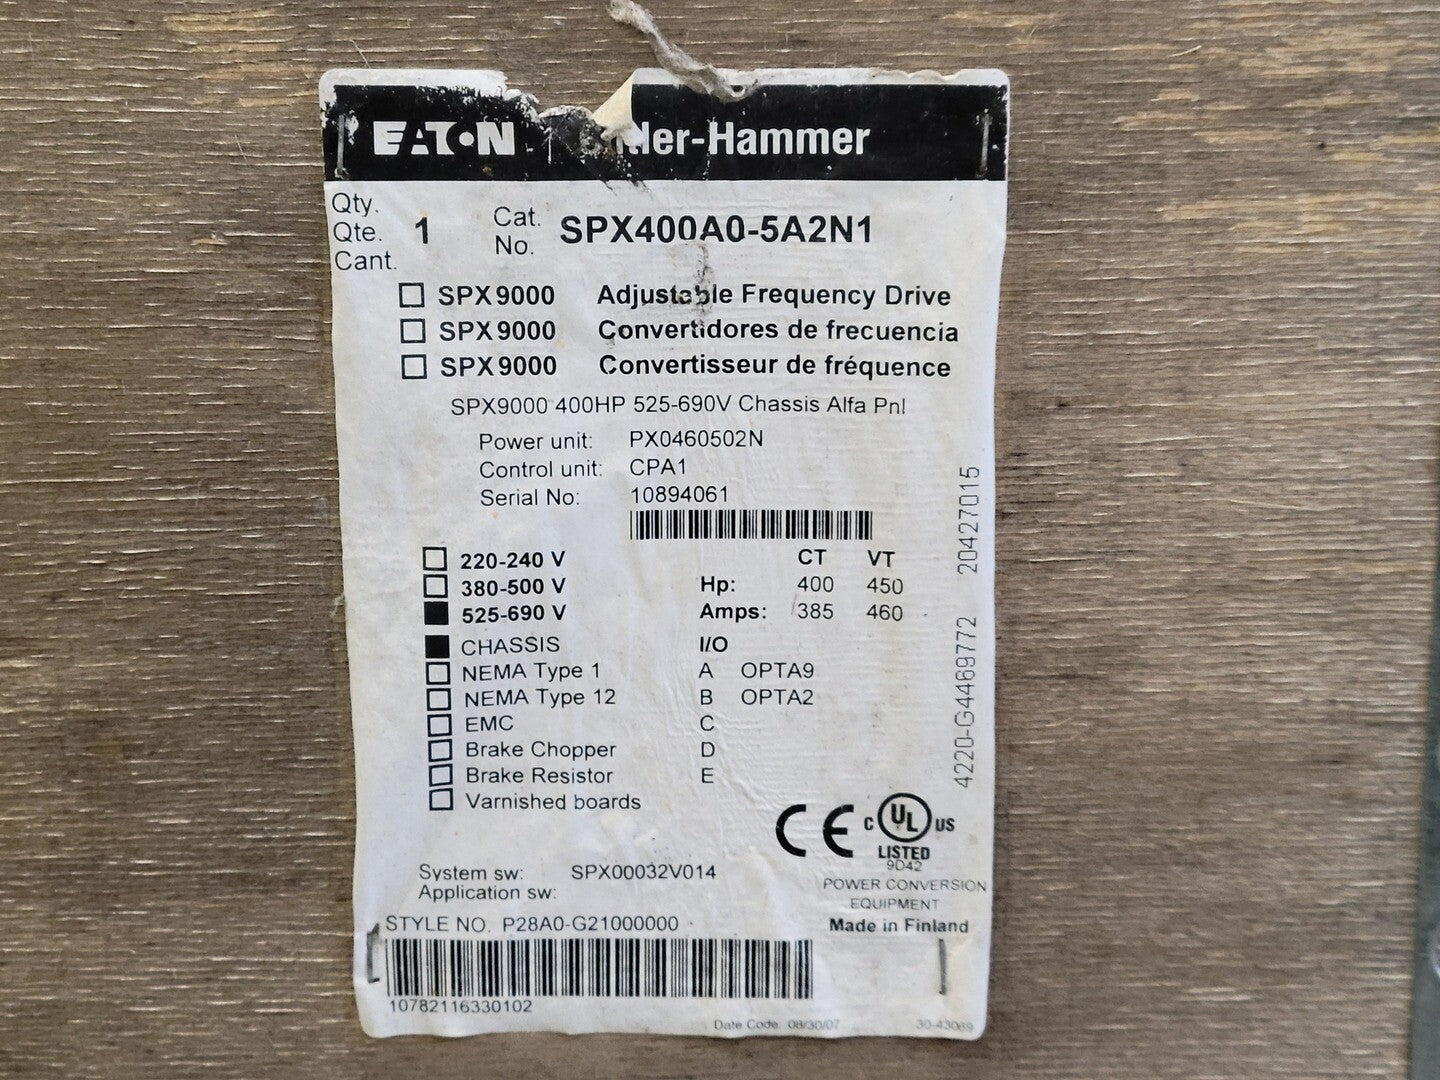 EATON ler-Hammer
Qty.
Qte.
Cant.
1
Cat.
No.
SPX400A0-5A2N1
SPX9000 Adjustable Frequency Drive
SPX9000 Convertidores de frecuencia
SPX9000 Convertisseur de fréquence
SPX9000 400HP 525-690V Chassis Alfa Pnl
Power unit: PX0460502N
Control unit: CPA1
Serial No: 10894061
220-240 V CT VT
380-500 V Hp: 400 450
525-690 V Amps: 385 460
CHASSIS I/O
NEMA Type 1 A OPTA9
NEMA Type 12 B OPTA2
EMC C
Brake Chopper D
Brake Resistor E
Varnished boards
4220-G4469772 20427015
CE C UL US
LISTED
9D42
POWER CONVERSION
EQUIPMENT
Made in Finland
System sw: SPX00032V014
Application sw:
STYLE NO. P28A0-G21000000
10782116330102
Date Code: 08/30/07 30-43069